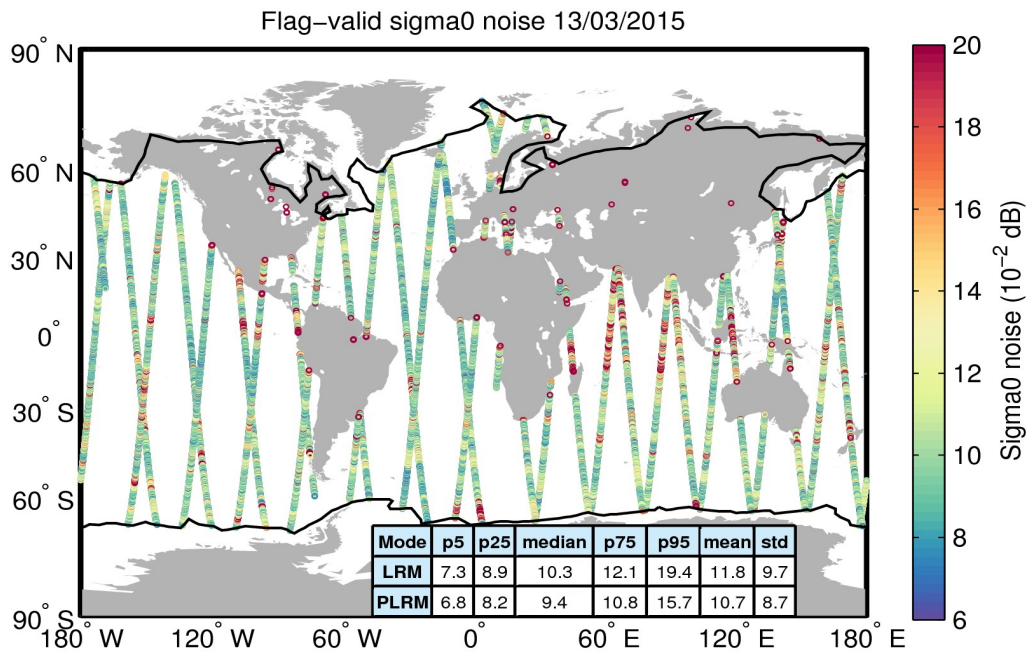 Flag−valid sigma0 noise 13/03/2015
90° N
60° N
30° N
0°
30° S
60° S
90° S
180° W 120° W 60° W 0° 60° E 120° E 180° E
Mode p5 p25 median p75 p95 mean std
LRM 7.3 8.9 10.3 12.1 19.4 11.8 9.7
PLRM 6.8 8.2 9.4 10.8 15.7 10.7 8.7
20
18
16
14
12
10
8
6
Sigma0 noise (10⁻² dB)